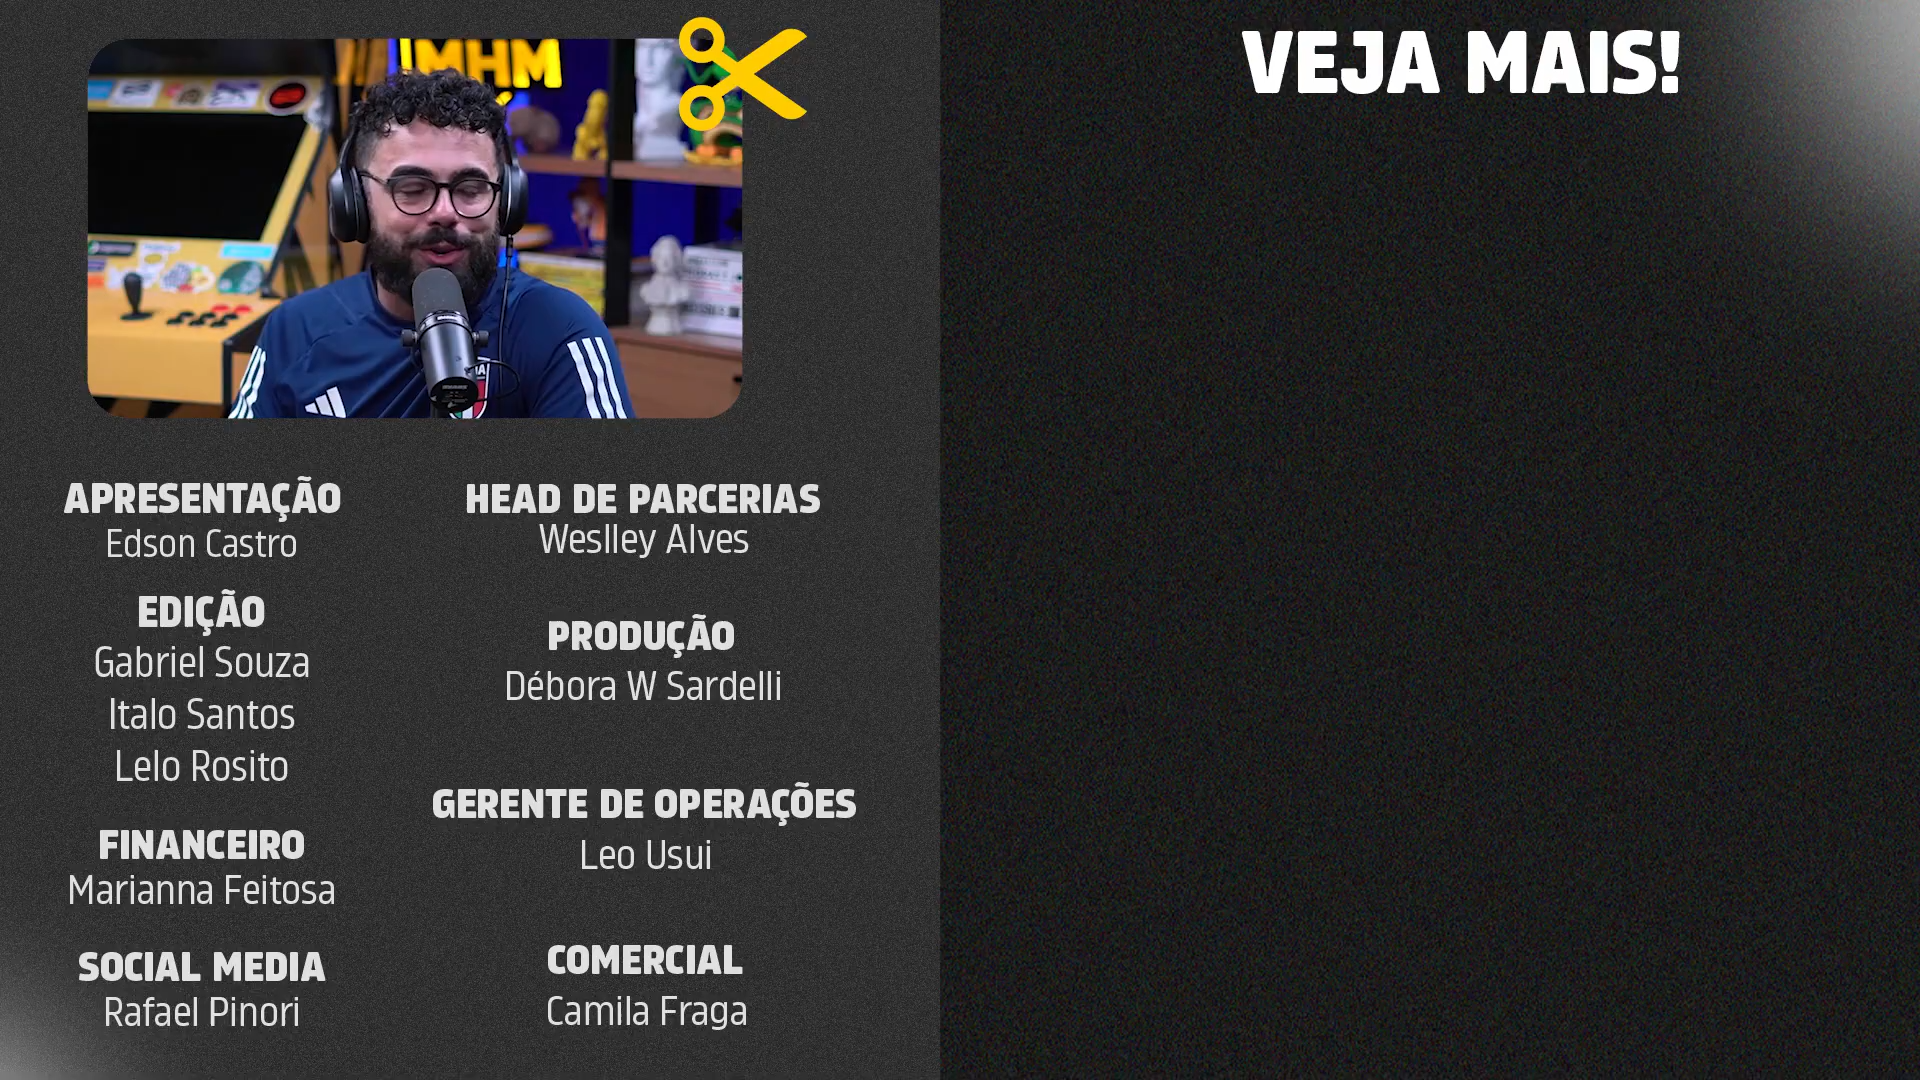 MHM
VEJA MAIS!
APRESENTAÇÃO
Edson Castro
EDIÇÃO
Gabriel Souza
Italo Santos
Lelo Rosito
FINANCEIRO
Marianna Feitosa
SOCIAL MEDIA
Rafael Pinori
HEAD DE PARCERIAS
Weslley Alves
PRODUÇÃO
Débora W Sardelli
GERENTE DE OPERAÇÕES
Leo Usui
COMERCIAL
Camila Fraga